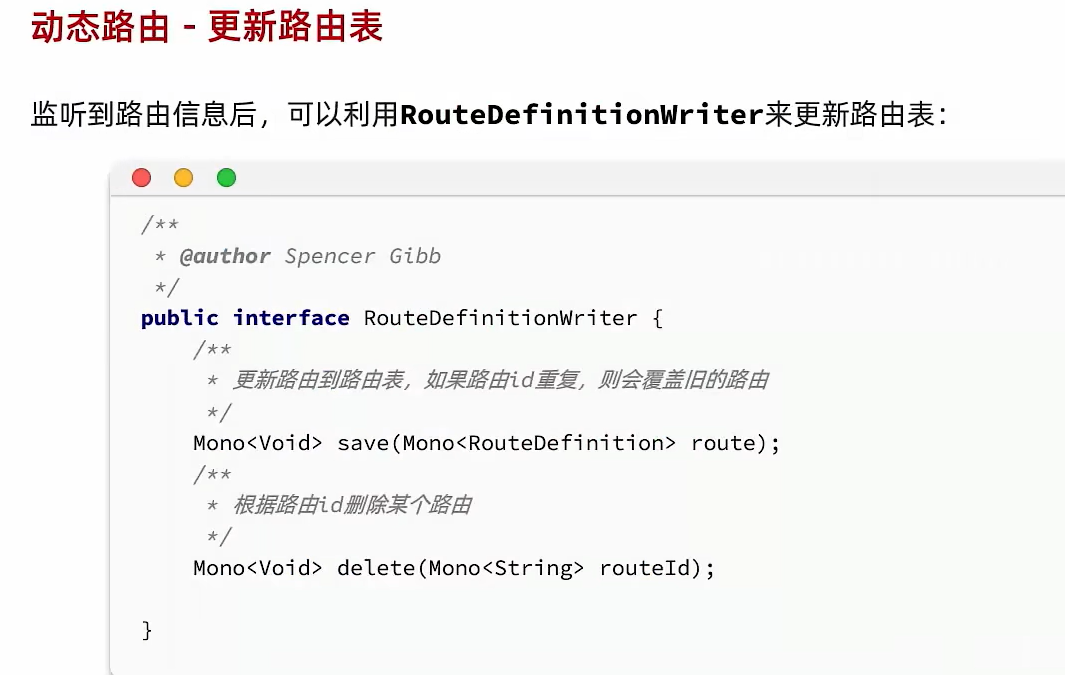 动态路由 - 更新路由表
监听到路由信息后，可以利用RouteDefinitionWriter来更新路由表：
/**
 * @author Spencer Gibb
 */
public interface RouteDefinitionWriter {
    /**
     * 更新路由到路由表，如果路由id重复，则会覆盖旧的路由
     */
    Mono<Void> save(Mono<RouteDefinition> route);
    /**
     * 根据路由id删除某个路由
     */
    Mono<Void> delete(Mono<String> routeId);
}